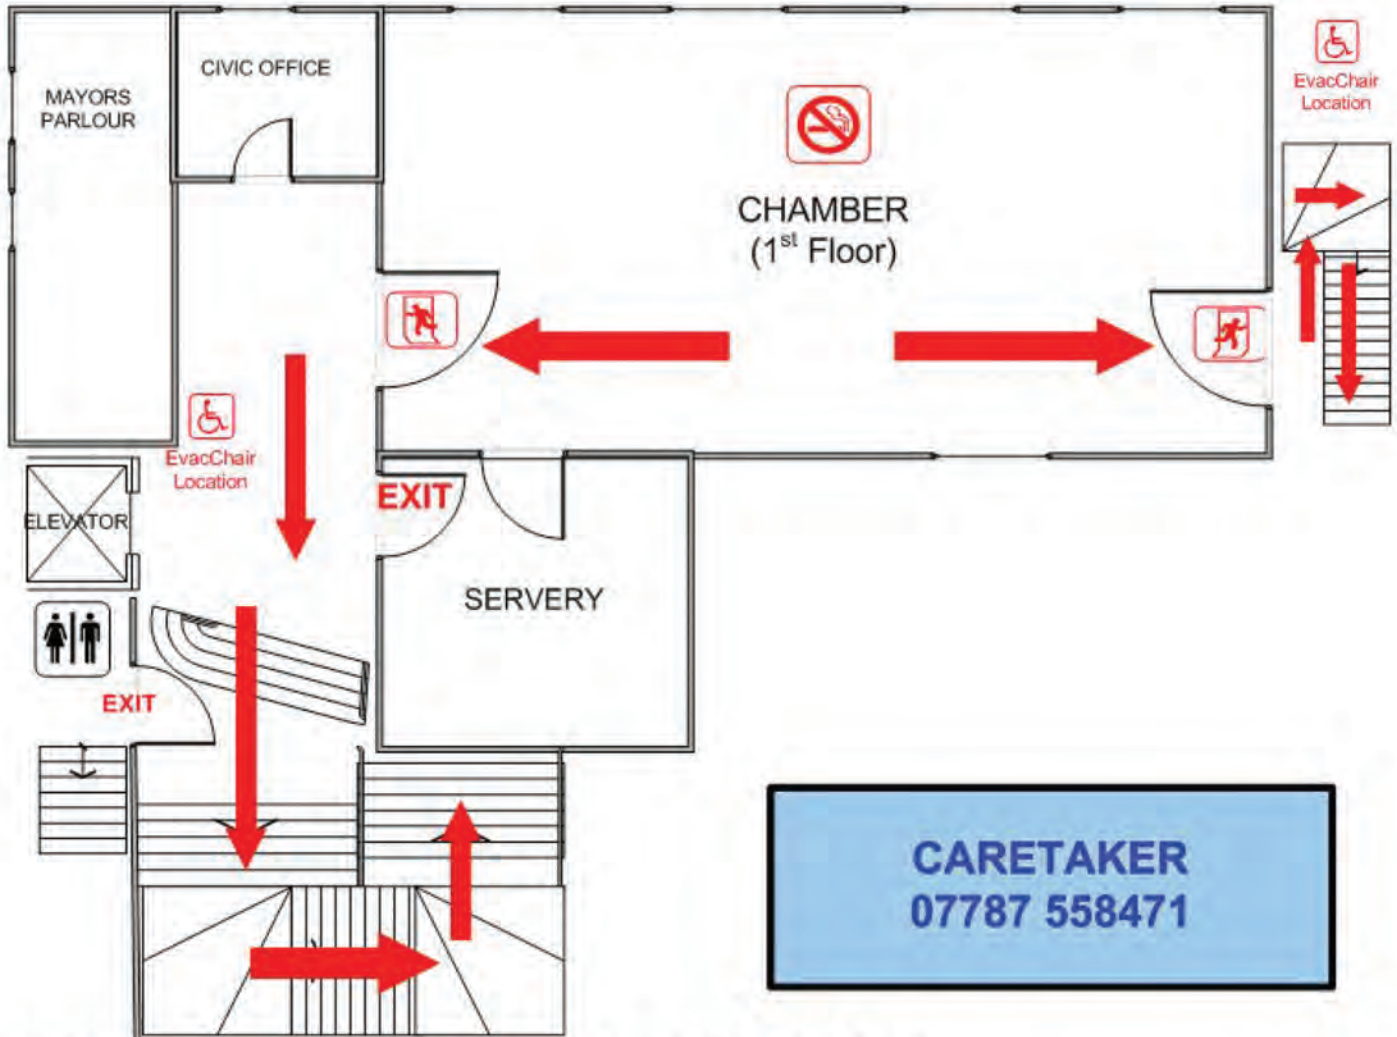 MAYORS
PARLOUR
CIVIC OFFICE
CHAMBER
(1st Floor)
EvacChair
Location
EvacChair
Location
ELEVATOR
EXIT
SERVERY
EXIT
CARETAKER
07787 558471